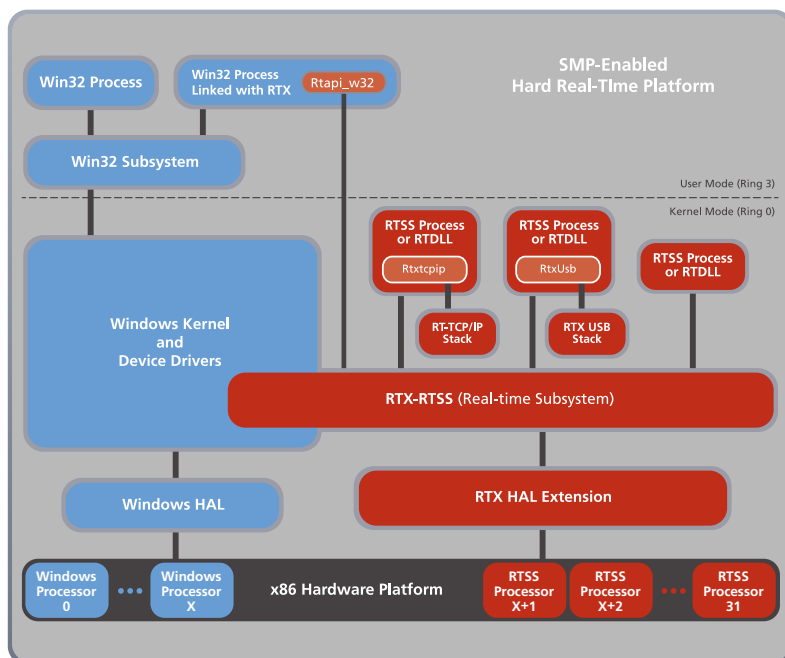 SMP-Enabled
Hard Real-TIme Platform
Win32 Process
Win32 Process
Linked with RTX
Rtapi_w32
Win32 Subsystem
User Mode (Ring 3)
Kernel Mode (Ring 0)
RTSS Process
or RTDLL
Rtxtcpip
RTSS Process
or RTDLL
RtxUsb
RTSS Process
or RTDLL
RT-TCP/IP
Stack
RTX USB
Stack
Windows Kernel
and
Device Drivers
RTX-RTSS (Real-time Subsystem)
Windows HAL
RTX HAL Extension
Windows
Processor
0
Windows
Processor
X
x86 Hardware Platform
RTSS
Processor
X+1
RTSS
Processor
X+2
RTSS
Processor
31